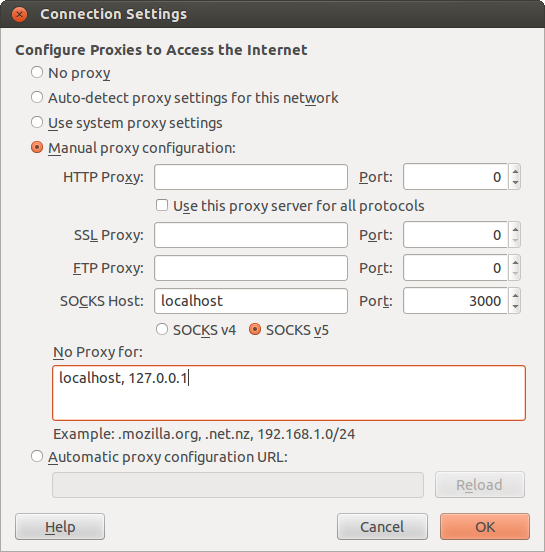 Connection Settings
Configure Proxies to Access the Internet
No proxy
Auto-detect proxy settings for this network
Use system proxy settings
Manual proxy configuration:
HTTP Proxy: Port: 0
Use this proxy server for all protocols
SSL Proxy: Port: 0
FTP Proxy: Port: 0
SOCKS Host: localhost Port: 3000
SOCKS v4 SOCKS v5
No Proxy for:
localhost, 127.0.0.1
Example: .mozilla.org, .net.nz, 192.168.1.0/24
Automatic proxy configuration URL:
Reload
Help Cancel OK